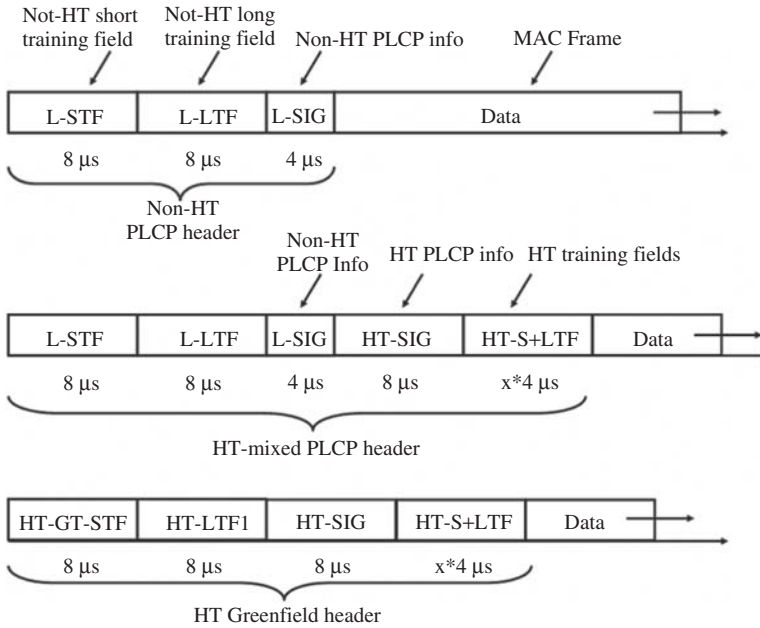 Not-HT short
training field
Not-HT long
training field
Non-HT PLCP info
MAC Frame
L-STF
L-LTF
L-SIG
Data
8 µs
8 µs
4 µs
Non-HT
PLCP header
Non-HT
PLCP Info
HT PLCP info
HT training fields
L-STF
L-LTF
L-SIG
HT-SIG
HT-S+LTF
Data
8 µs
8 µs
4 µs
8 µs
x*4 µs
HT-mixed PLCP header
HT-GT-STF
HT-LTF1
HT-SIG
HT-S+LTF
Data
8 µs
8 µs
8 µs
x*4 µs
HT Greenfield header